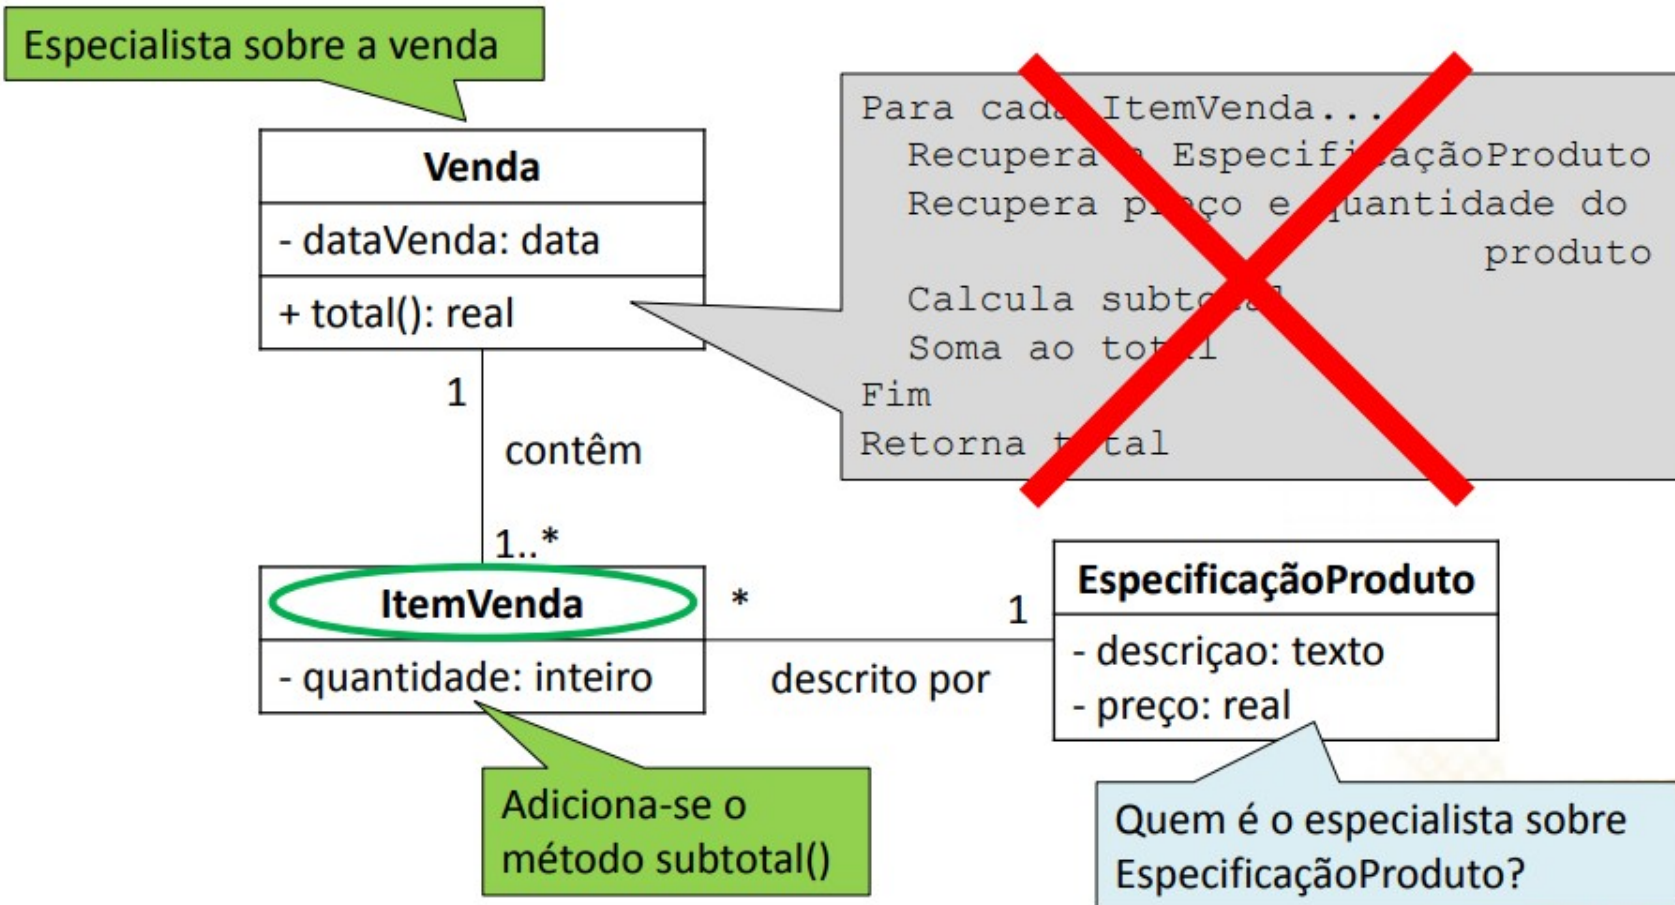 Especialista sobre a venda
Venda
- dataVenda: data
+ total(): real
Para cada ItemVenda...
Recupera a EspecificaçãoProduto
Recupera preço e quantidade do
produto
Calcula subtotal
Soma ao total
Fim
Retorna total
1
contêm
1..*
ItemVenda
- quantidade: inteiro
*
1
descrito por
EspecificaçãoProduto
- descriçao: texto
- preço: real
Adiciona-se o
método subtotal()
Quem é o especialista sobre
EspecificaçãoProduto?